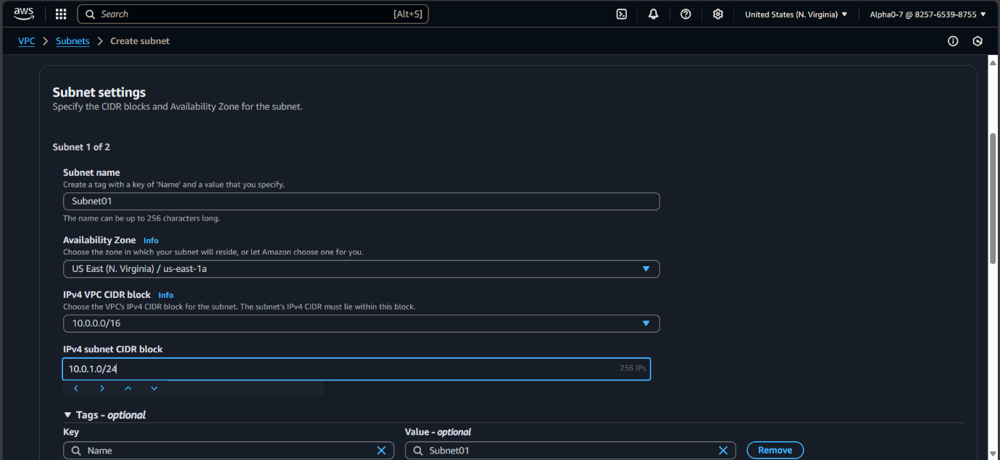 aws
Search [Alt+S]
United States (N. Virginia)
Alpha0-7 @ 8257-6539-8755
VPC > Subnets > Create subnet
Subnet settings
Specify the CIDR blocks and Availability Zone for the subnet.
Subnet 1 of 2
Subnet name
Create a tag with a key of 'Name' and a value that you specify.
Subnet01
The name can be up to 256 characters long.
Availability Zone Info
Choose the zone in which your subnet will reside, or let Amazon choose one for you.
US East (N. Virginia) / us-east-1a
IPv4 VPC CIDR block Info
Choose the VPC's IPv4 CIDR block for the subnet. The subnet's IPv4 CIDR must lie within this block.
10.0.0.0/16
IPv4 subnet CIDR block
10.0.1.0/24 256 IPs
Tags - optional
Key Value - optional
Name Subnet01 Remove